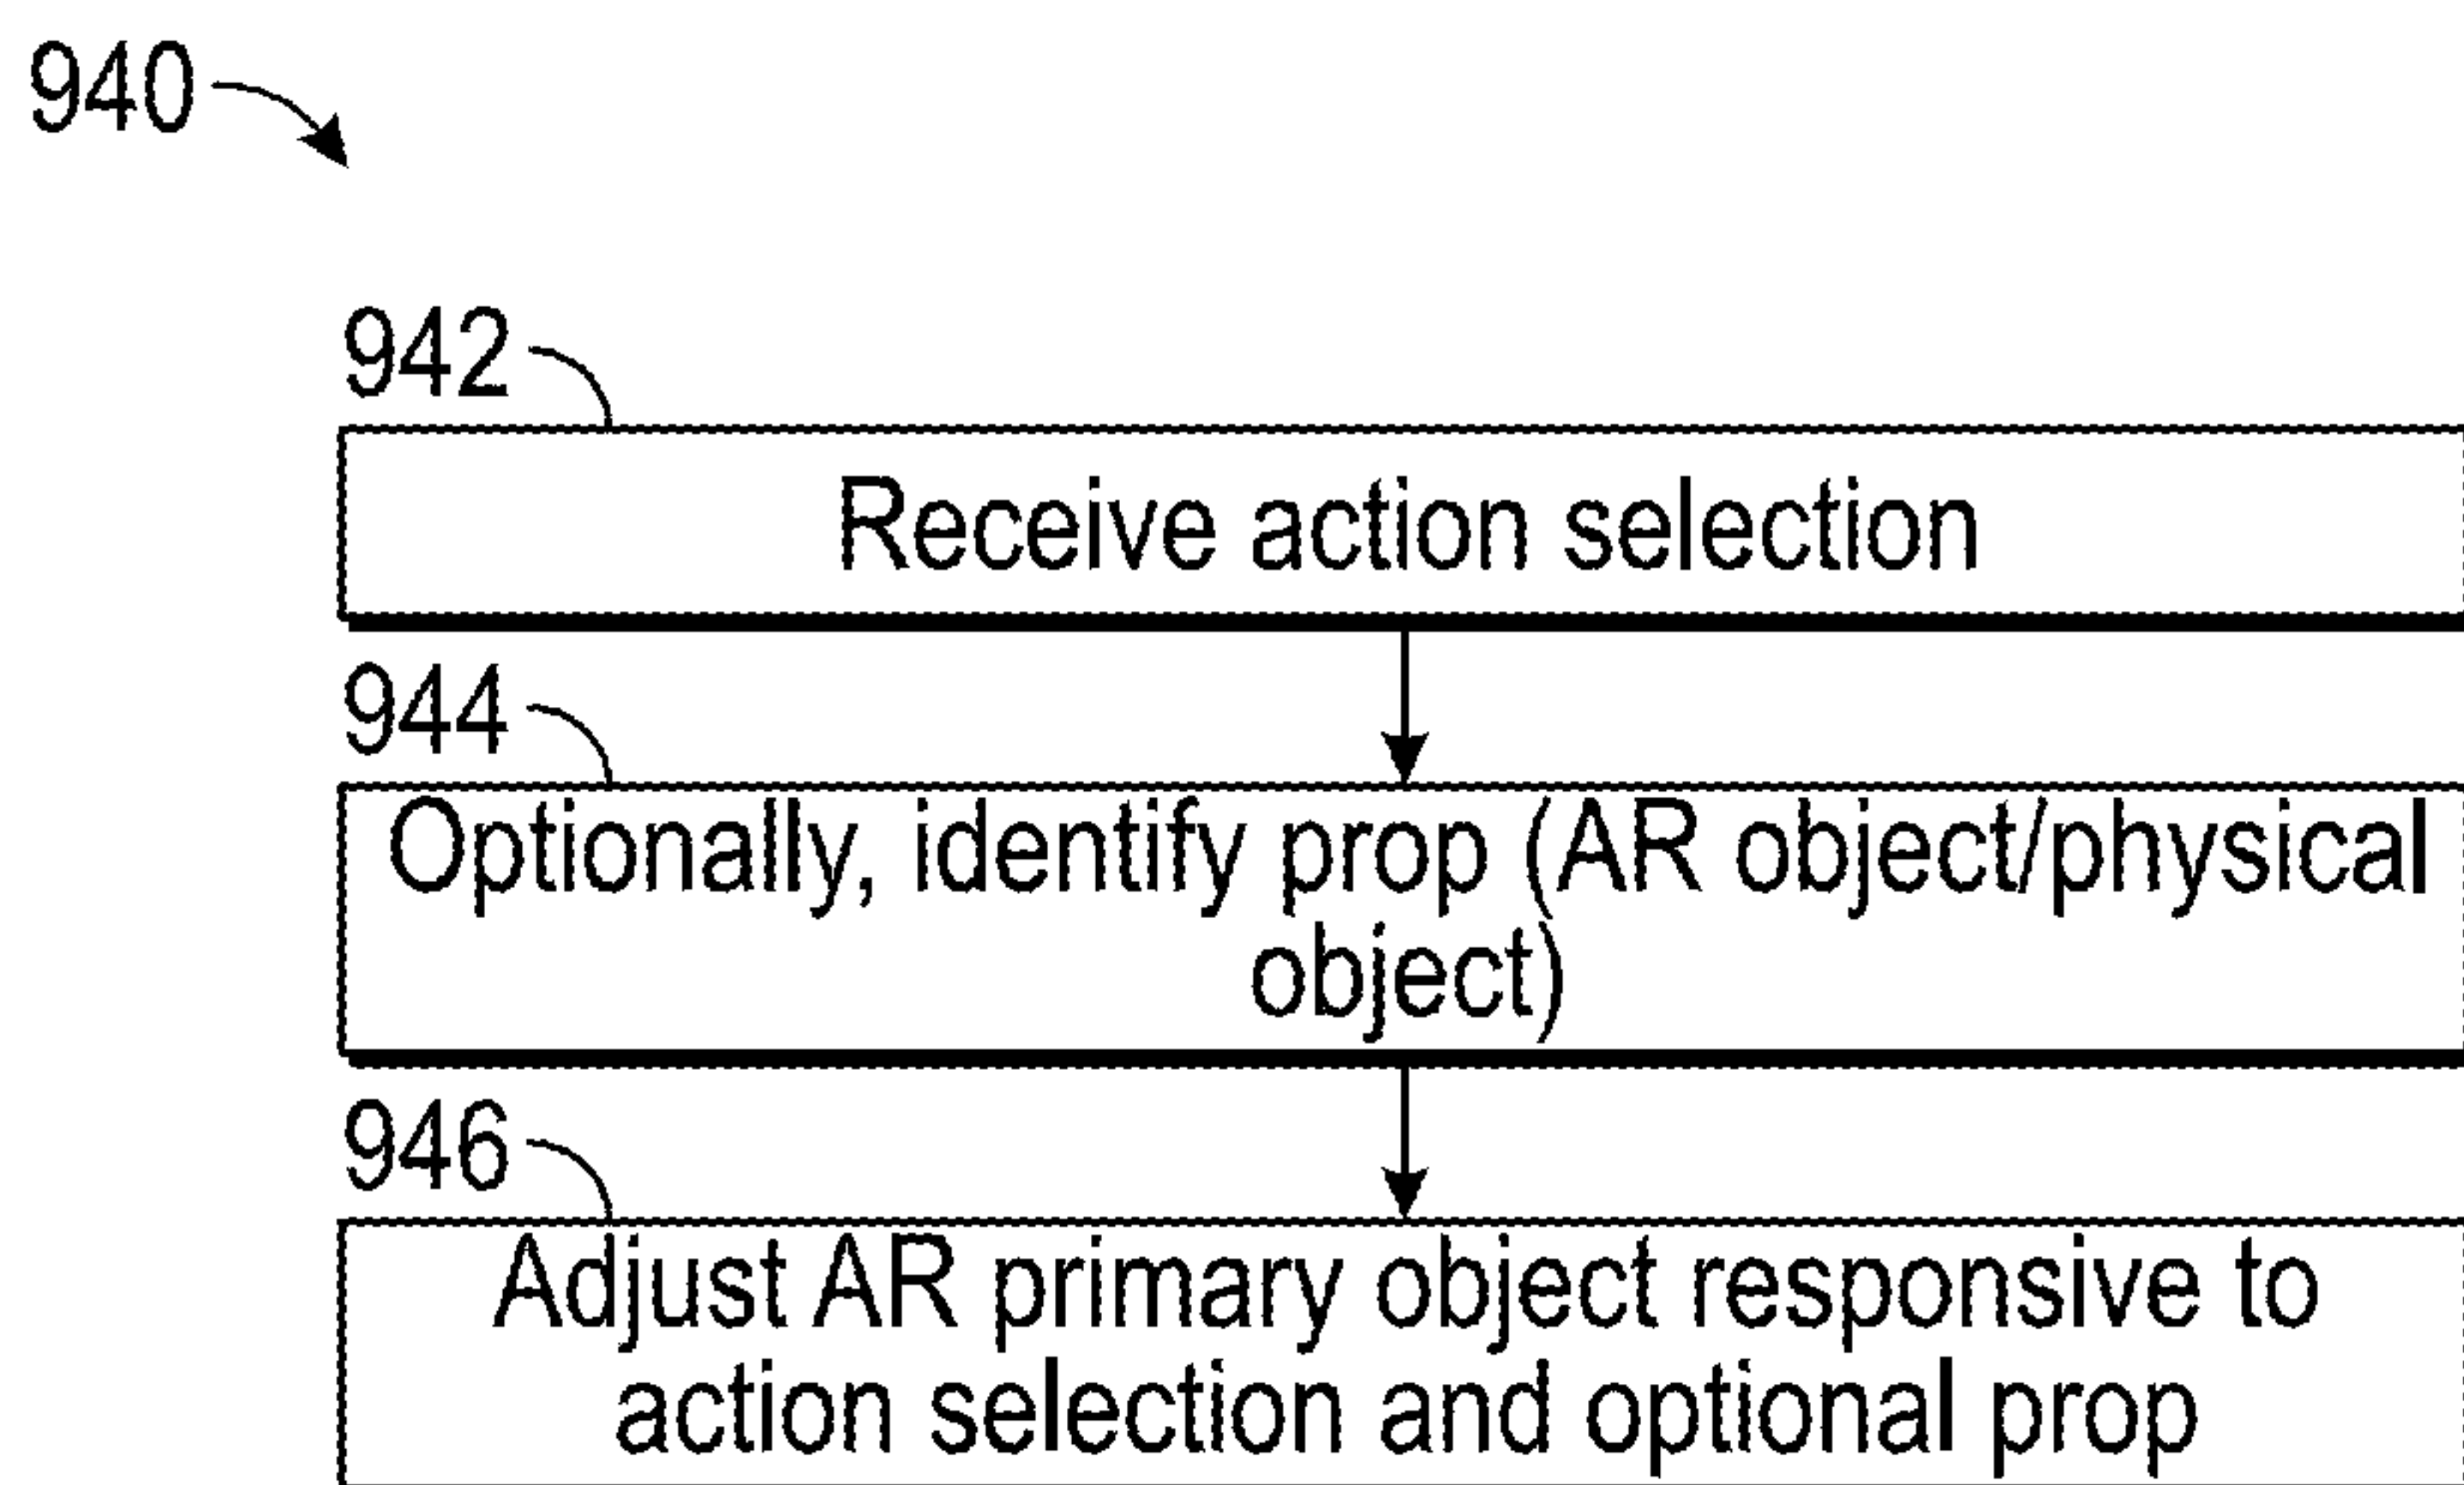 940
942
Receive action selection
944
Optionally, identify prop (AR object/physical
object)
946
Adjust AR primary object responsive to
action selection and optional prop